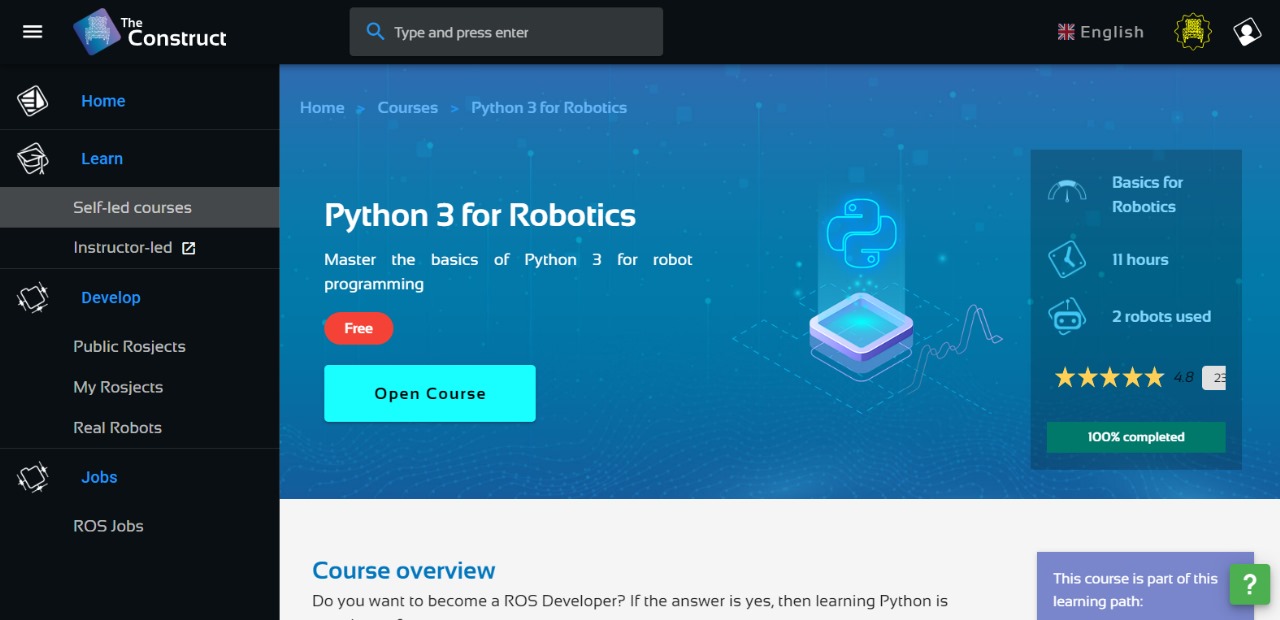 The
Construct
Type and press enter
English
Home
Learn
Self-led courses
Instructor-led
Develop
Public Rosjects
My Rosjects
Real Robots
Jobs
ROS Jobs
Home > Courses > Python 3 for Robotics
Python 3 for Robotics
Master the basics of Python 3 for robot
programming
Free
Open Course
Basics for
Robotics
11 hours
2 robots used
4.8
100% completed
Course overview
Do you want to become a ROS Developer? If the answer is yes, then learning Python is
This course is part of this
learning path:
?